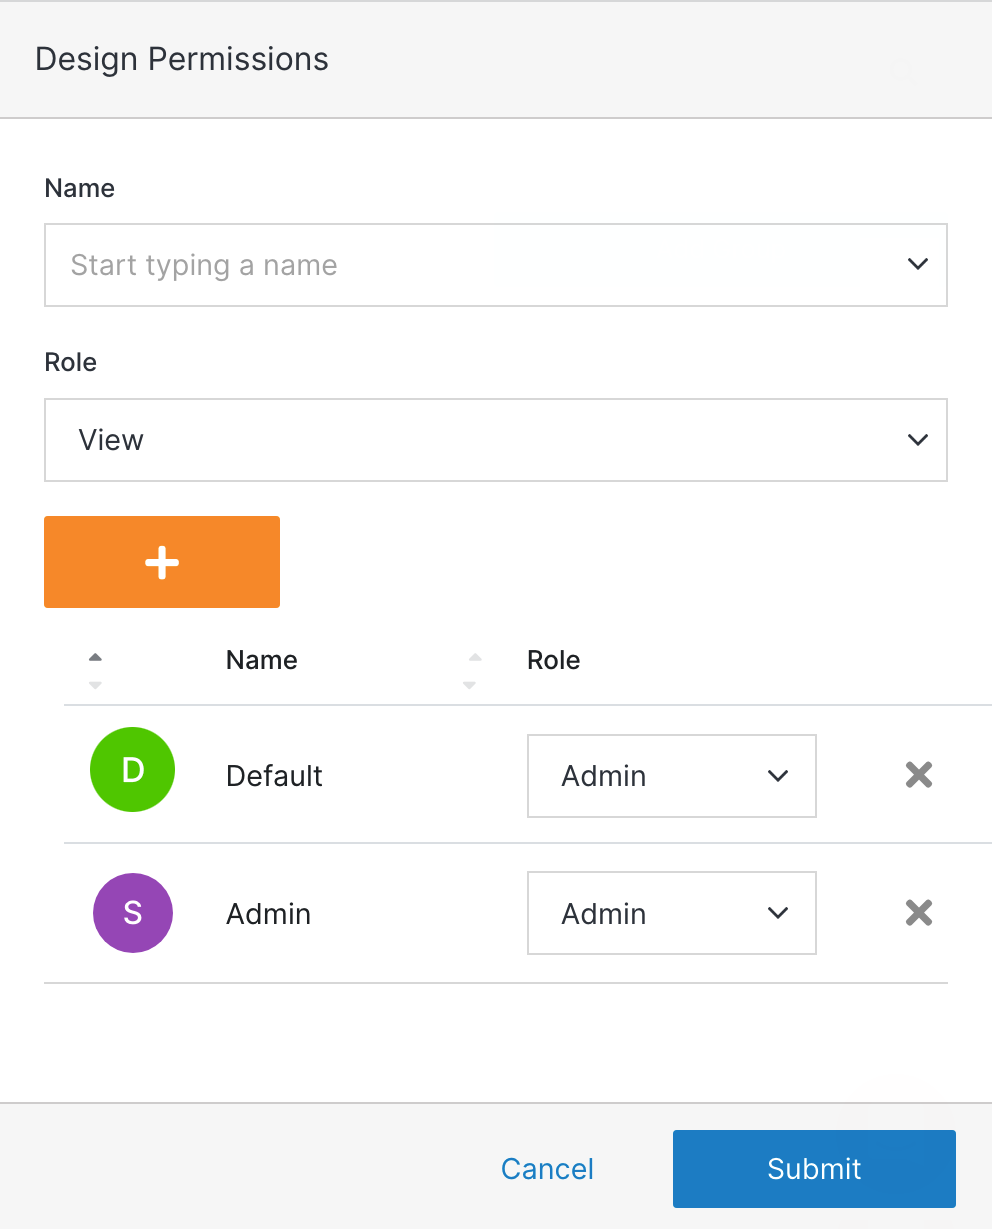 Design Permissions
Name
Start typing a name
Role
View
Name Role
D Default Admin
S Admin Admin
Cancel Submit